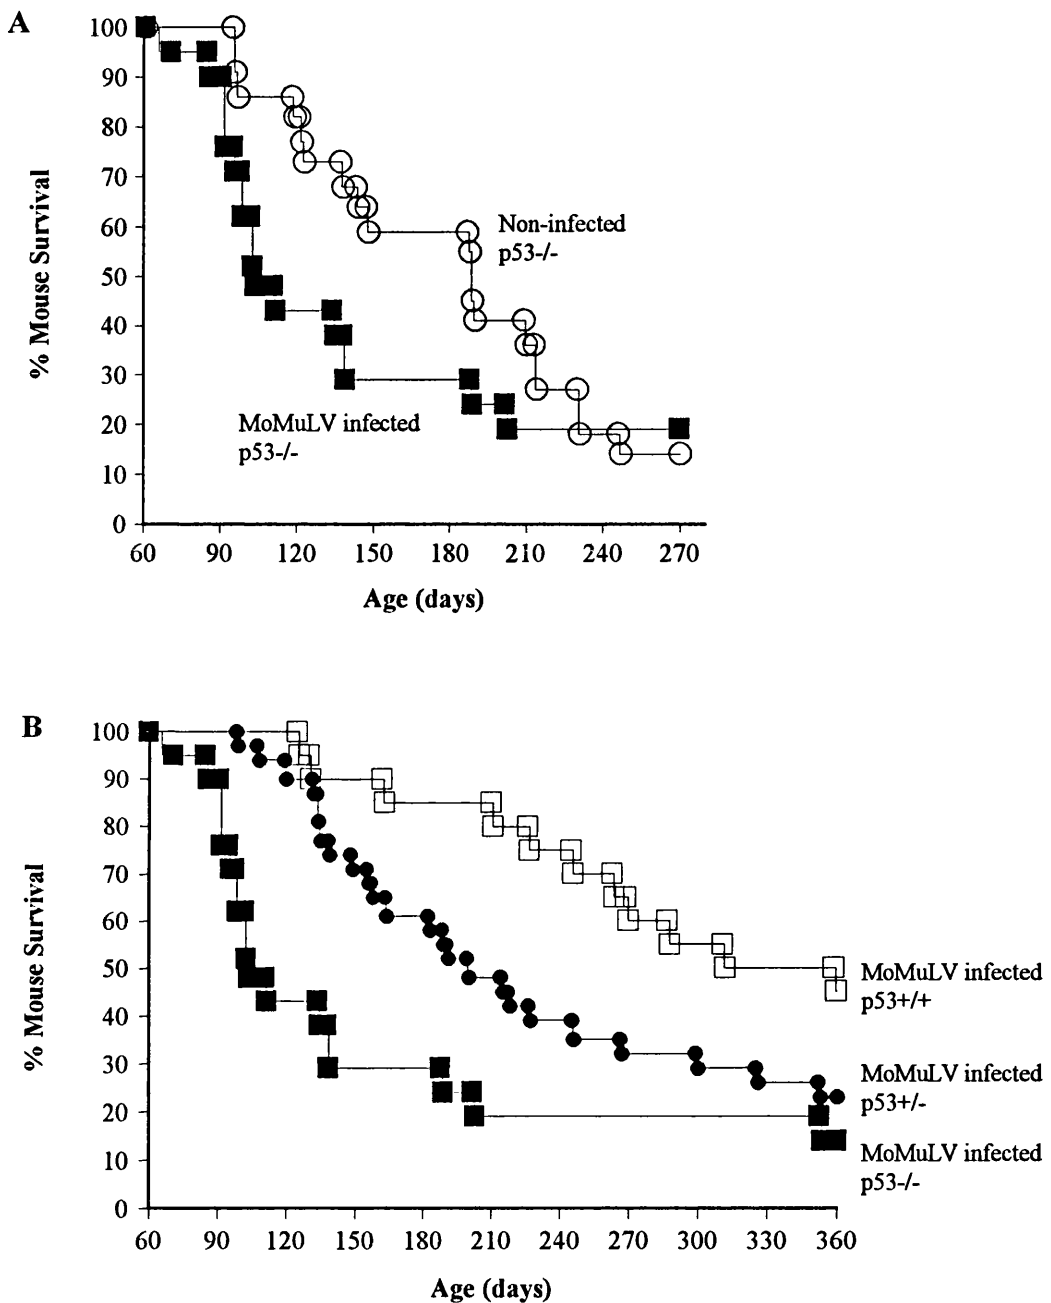 A
100
90
80
70
60
50
40
30
20
10
0
% Mouse Survival
Non-infected
p53-/-
MoMuLV infected
p53-/-
60 90 120 150 180 210 240 270
Age (days)
B
100
90
80
70
60
50
40
30
20
10
0
% Mouse Survival
MoMuLV infected
p53+/+
MoMuLV infected
p53+/-
MoMuLV infected
p53-/-
60 90 120 150 180 210 240 270 300 330 360
Age (days)